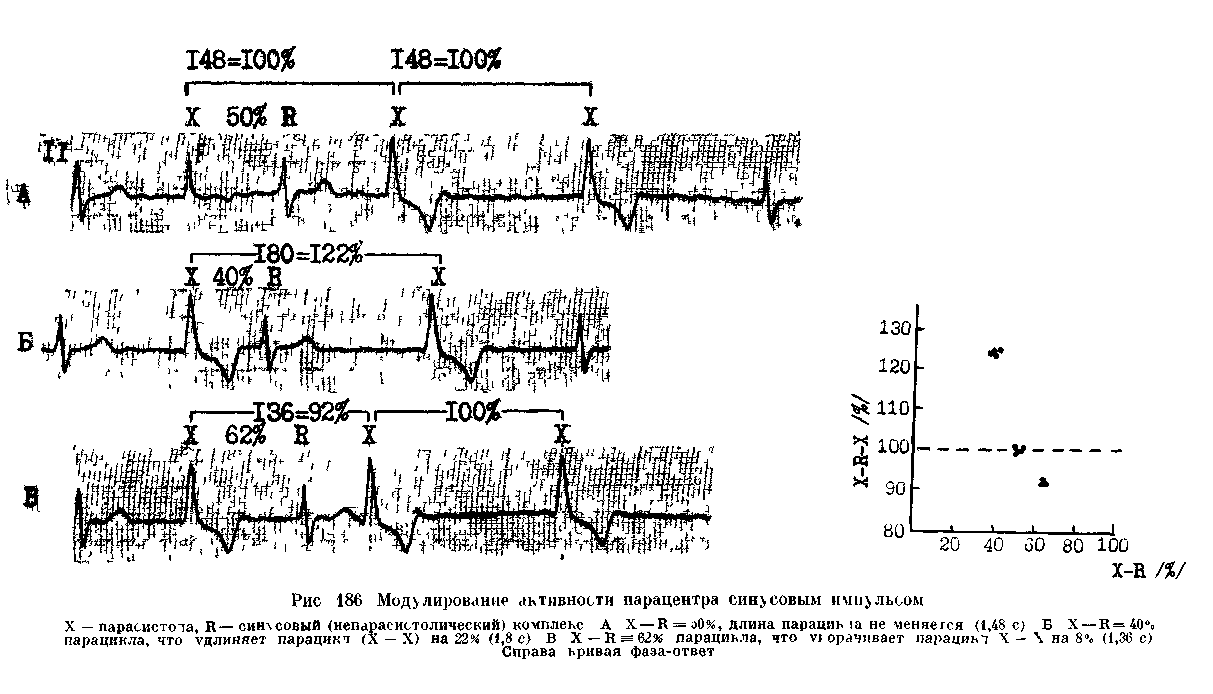 I48=I00% I48=I00%
X 50% R X X
II
А
I80=I22%
X 40% R X
Б
I36=92% I00%
X 62% R X X
В
130
120
110
100
90
80
X-R-X /%/
20 40 60 80 100
X-R /%/
Рис 186 Модулирование активности парацентра синусовым импульсом
X — парасистола, R — синусовый (непарасистолический) комплекс А X — R = 50%, длина парацикла не меняется (1,48 с) Б X — R = 40%
парацикла, что удлиняет парацикл (X — X) на 22% (1,8 с) В X — R = 62% парацикла, что укорачивает парацикл X — X на 8% (1,36 с)
Справа кривая фаза-ответ